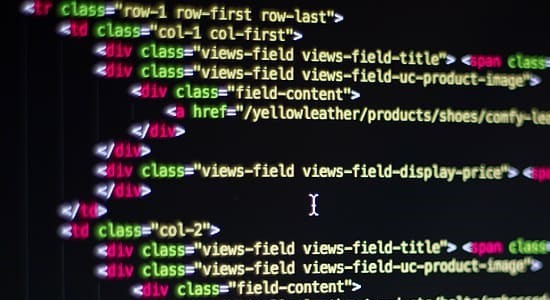 <tr class="row-1 row-first row-last">
<td class="col-1 col-first">
<div class="views-field views-field-title"> <span class=
<div class="views-field views-field-uc-product-image">
<div class="field-content">
<a href="/yellowleather/products/shoes/comfy-lea
</div>
</div>
<div class="views-field views-field-display-price"> <sp
</div>
</td>
<td class="col-2">
<div class="views-field views-field-title"> <span class=
<div class="views-field views-field-uc-product-image">
<div class="field-content">